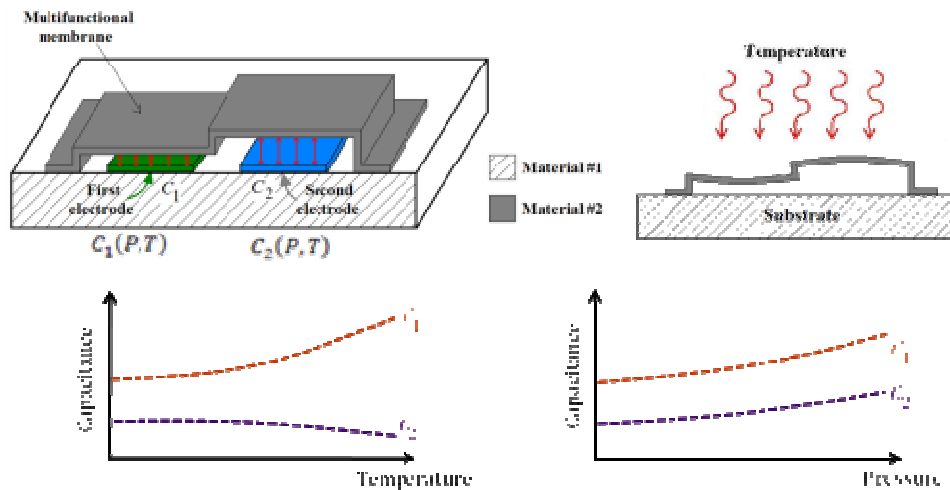 Multifunctional
membrane
First
electrode
C₁
C₂
Second
electrode
C₁(P,T)
C₂(P,T)
Material #1
Material #2
Temperature
Substrate
Capacitance
C₁
C₂
Temperature
Capacitance
C₁
C₂
Pressure